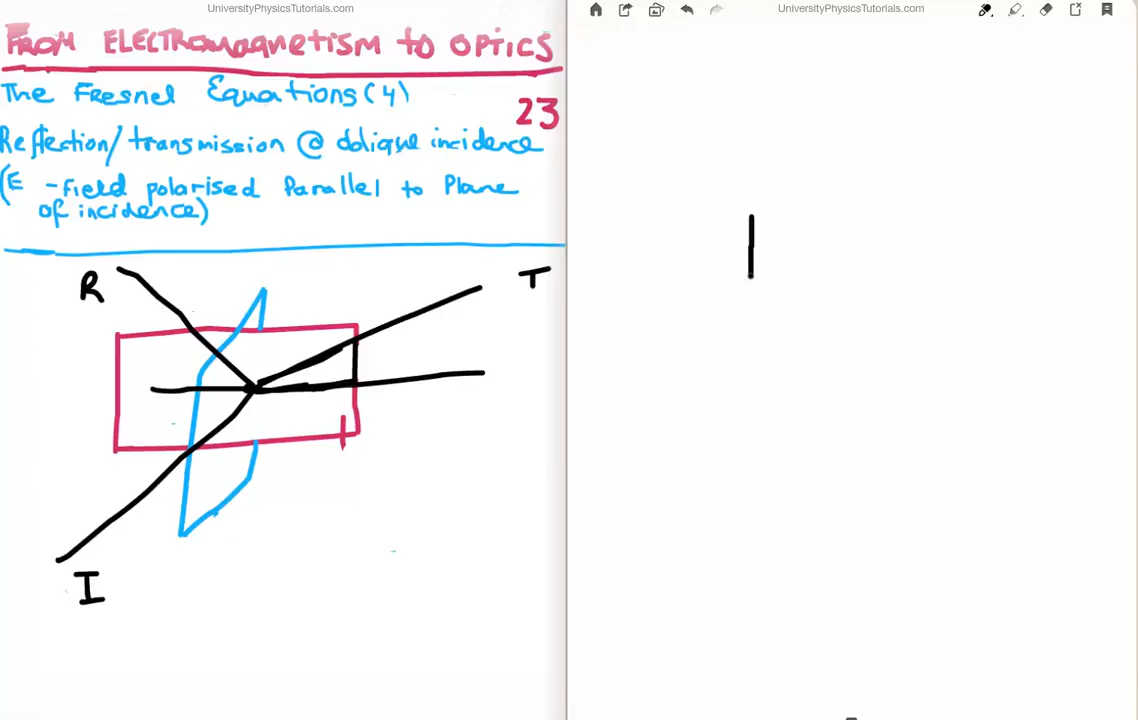 UniversityPhysicsTutorials.com
FROM ELECTROMAGNETISM to OPTICS
The Fresnel Equations (4)
23
Reflection/transmission @ oblique incidence
(E -field polarised Parallel to Plane
of incidence)
R
T
I
UniversityPhysicsTutorials.com